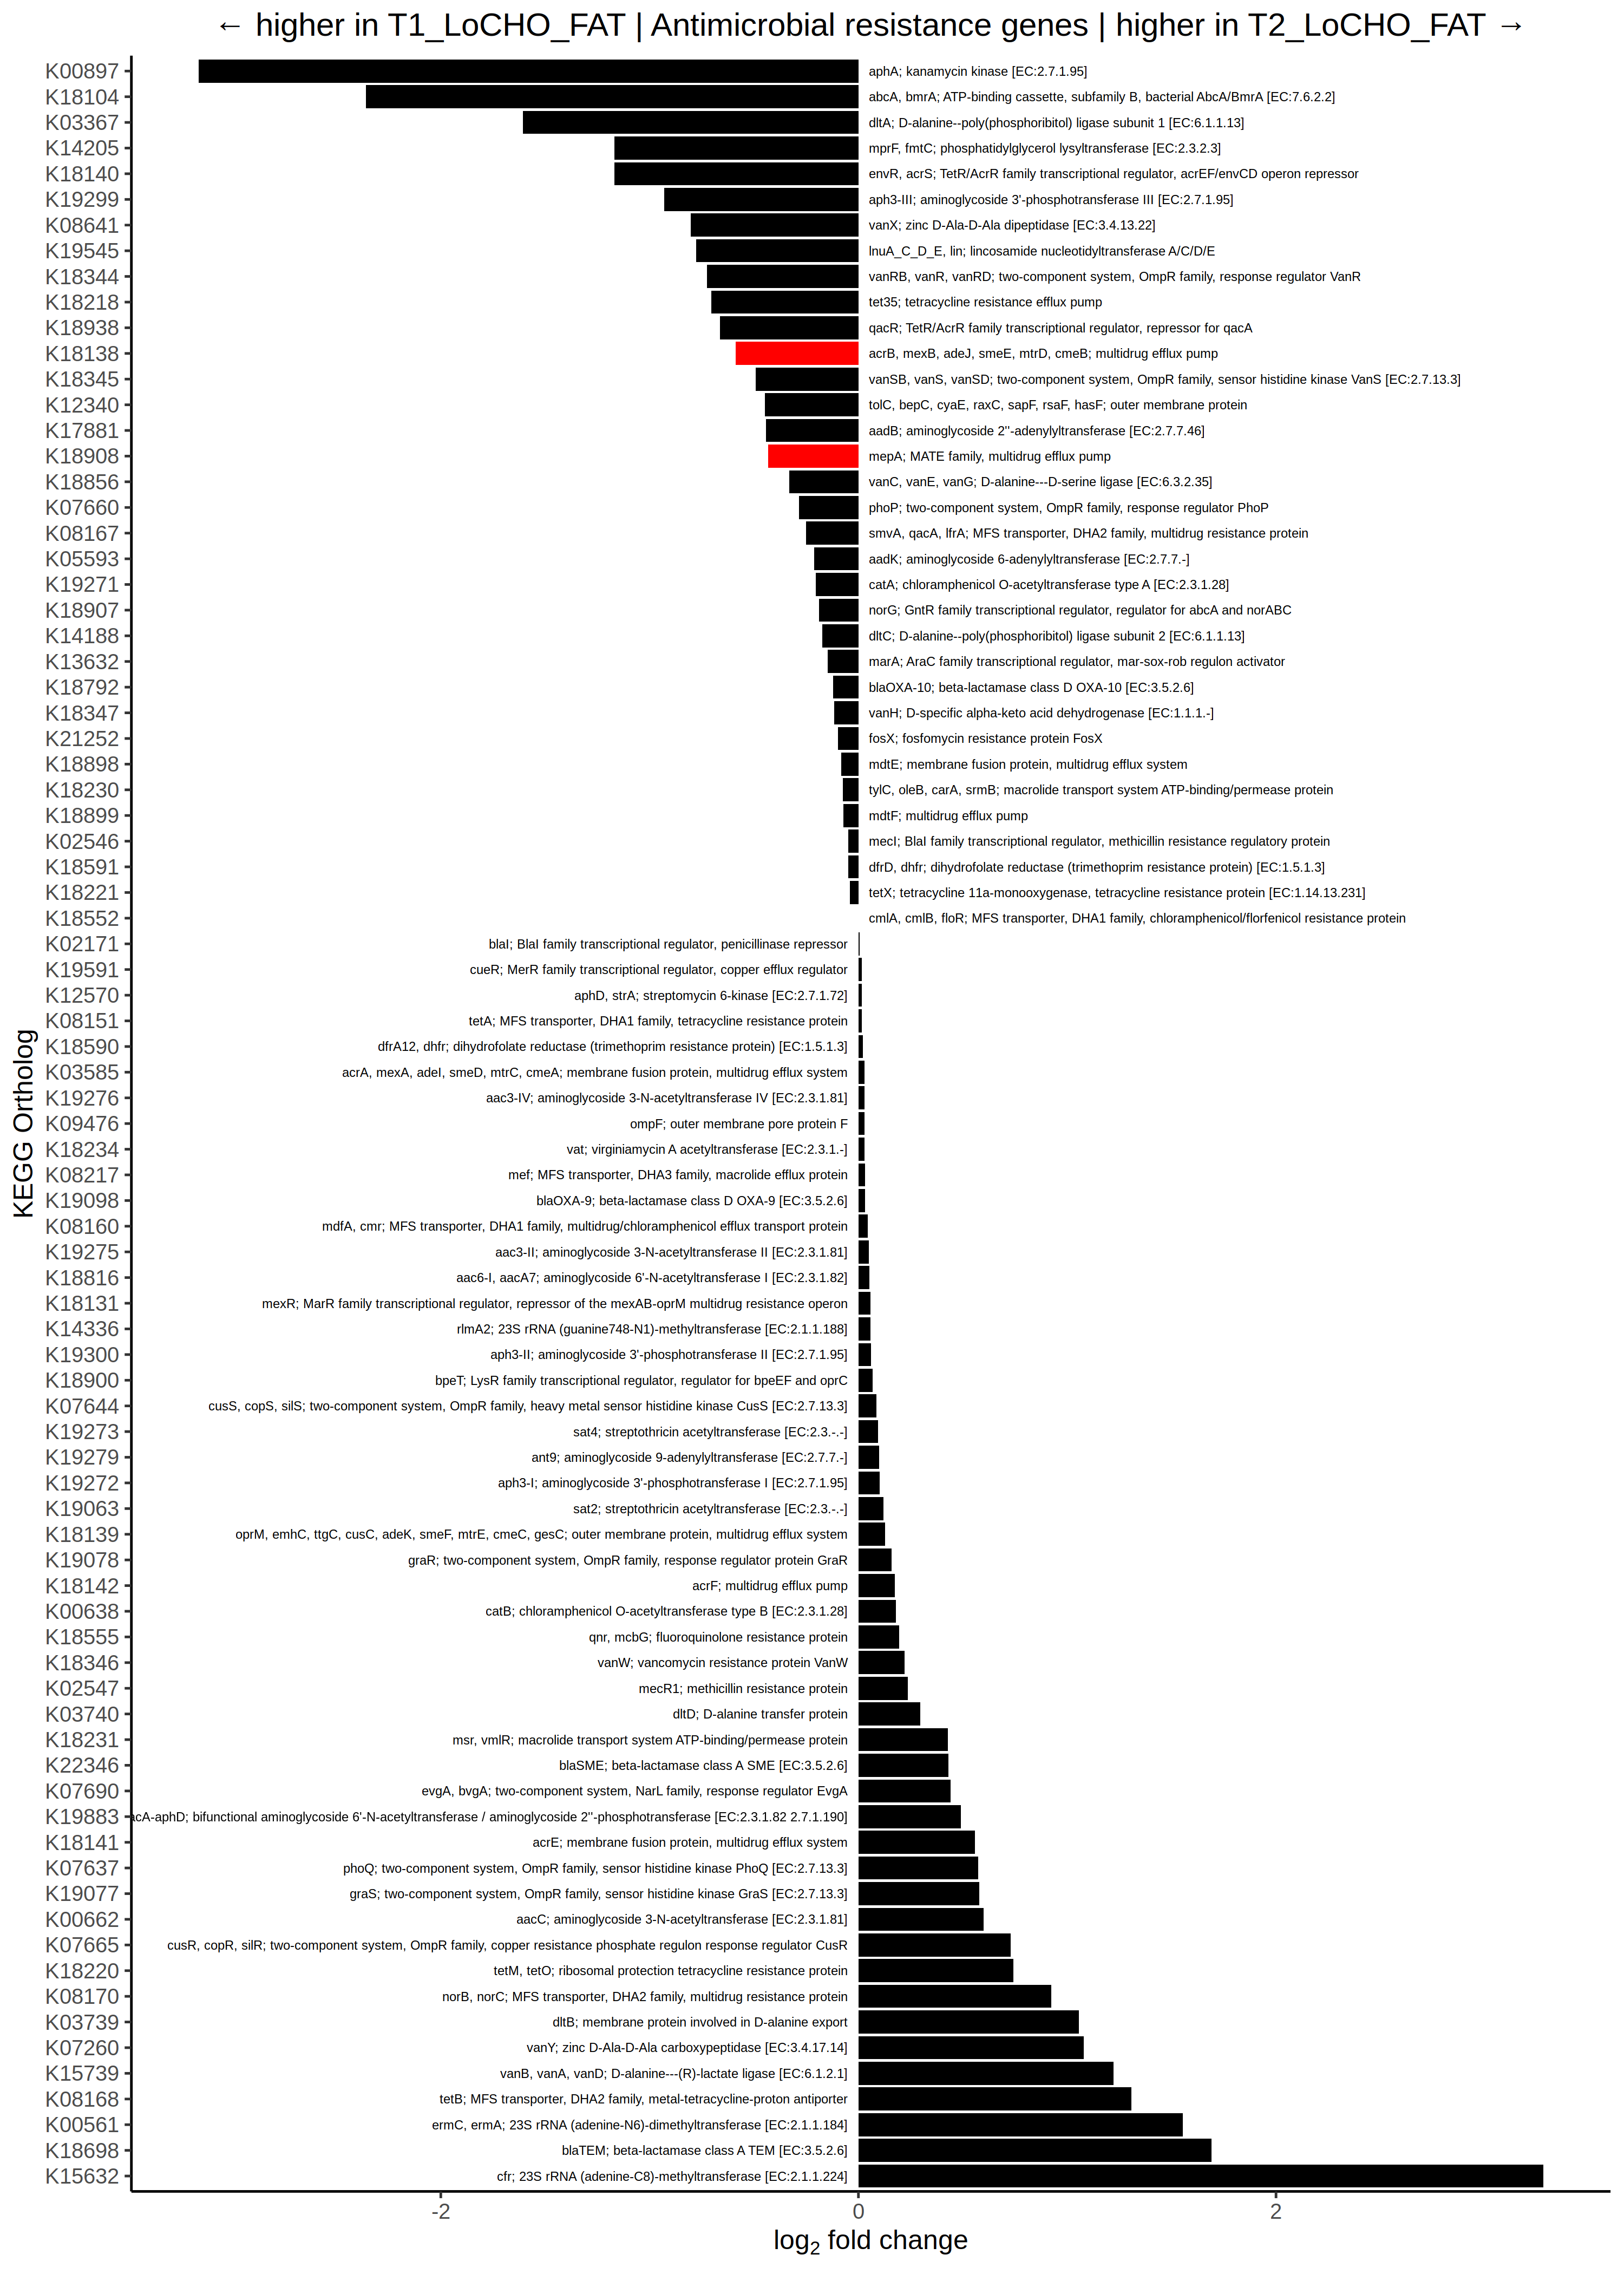 ← higher in T1_LoCHO_FAT | Antimicrobial resistance genes | higher in T2_LoCHO_FAT →
K00897 aphA; kanamycin kinase [EC:2.7.1.95]
K18104 abcA, bmrA; ATP-binding cassette, subfamily B, bacterial AbcA/BmrA [EC:7.6.2.2]
K03367 dltA; D-alanine--poly(phosphoribitol) ligase subunit 1 [EC:6.1.1.13]
K14205 mprF, fmtC; phosphatidylglycerol lysyltransferase [EC:2.3.2.3]
K18140 envR, acrS; TetR/AcrR family transcriptional regulator, acrEF/envCD operon repressor
K19299 aph3-III; aminoglycoside 3'-phosphotransferase III [EC:2.7.1.95]
K08641 vanX; zinc D-Ala-D-Ala dipeptidase [EC:3.4.13.22]
K19545 lnuA_C_D_E, lin; lincosamide nucleotidyltransferase A/C/D/E
K18344 vanRB, vanR, vanRD; two-component system, OmpR family, response regulator VanR
K18218 tet35; tetracycline resistance efflux pump
K18938 qacR; TetR/AcrR family transcriptional regulator, repressor for qacA
K18138 acrB, mexB, adeJ, smeE, mtrD, cmeB; multidrug efflux pump
K18345 vanSB, vanS, vanSD; two-component system, OmpR family, sensor histidine kinase VanS [EC:2.7.13.3]
K12340 tolC, bepC, cyaE, raxC, sapF, rsaF, hasF; outer membrane protein
K17881 aadB; aminoglycoside 2''-adenylyltransferase [EC:2.7.7.46]
K18908 mepA; MATE family, multidrug efflux pump
K18856 vanC, vanE, vanG; D-alanine---D-serine ligase [EC:6.3.2.35]
K07660 phoP; two-component system, OmpR family, response regulator PhoP
K08167 smvA, qacA, lfrA; MFS transporter, DHA2 family, multidrug resistance protein
K05593 aadK; aminoglycoside 6-adenylyltransferase [EC:2.7.7.-]
K19271 catA; chloramphenicol O-acetyltransferase type A [EC:2.3.1.28]
K18907 norG; GntR family transcriptional regulator, regulator for abcA and norABC
K14188 dltC; D-alanine--poly(phosphoribitol) ligase subunit 2 [EC:6.1.1.13]
K13632 marA; AraC family transcriptional regulator, mar-sox-rob regulon activator
K18792 blaOXA-10; beta-lactamase class D OXA-10 [EC:3.5.2.6]
K18347 vanH; D-specific alpha-keto acid dehydrogenase [EC:1.1.1.-]
K21252 fosX; fosfomycin resistance protein FosX
K18898 mdtE; membrane fusion protein, multidrug efflux system
K18230 tylC, oleB, carA, srmB; macrolide transport system ATP-binding/permease protein
K18899 mdtF; multidrug efflux pump
K02546 mecI; BlaI family transcriptional regulator, methicillin resistance regulatory protein
K18591 dfrD, dhfr; dihydrofolate reductase (trimethoprim resistance protein) [EC:1.5.1.3]
K18221 tetX; tetracycline 11a-monooxygenase, tetracycline resistance protein [EC:1.14.13.231]
K18552 cmlA, cmlB, floR; MFS transporter, DHA1 family, chloramphenicol/florfenicol resistance protein
K02171 blaI; BlaI family transcriptional regulator, penicillinase repressor
K19591 cueR; MerR family transcriptional regulator, copper efflux regulator
K12570 aphD, strA; streptomycin 6-kinase [EC:2.7.1.72]
K08151 tetA; MFS transporter, DHA1 family, tetracycline resistance protein
K18590 dfrA12, dhfr; dihydrofolate reductase (trimethoprim resistance protein) [EC:1.5.1.3]
K03585 acrA, mexA, adeI, smeD, mtrC, cmeA; membrane fusion protein, multidrug efflux system
K19276 aac3-IV; aminoglycoside 3-N-acetyltransferase IV [EC:2.3.1.81]
K09476 ompF; outer membrane pore protein F
K18234 vat; virginiamycin A acetyltransferase [EC:2.3.1.-]
K08217 mef; MFS transporter, DHA3 family, macrolide efflux protein
K19098 blaOXA-9; beta-lactamase class D OXA-9 [EC:3.5.2.6]
K08160 mdfA, cmr; MFS transporter, DHA1 family, multidrug/chloramphenicol efflux transport protein
K19275 aac3-II; aminoglycoside 3-N-acetyltransferase II [EC:2.3.1.81]
K18816 aac6-I, aacA7; aminoglycoside 6'-N-acetyltransferase I [EC:2.3.1.82]
K18131 mexR; MarR family transcriptional regulator, repressor of the mexAB-oprM multidrug resistance operon
K14336 rlmA2; 23S rRNA (guanine748-N1)-methyltransferase [EC:2.1.1.188]
K19300 aph3-II; aminoglycoside 3'-phosphotransferase II [EC:2.7.1.95]
K18900 bpeT; LysR family transcriptional regulator, regulator for bpeEF and oprC
K07644 cusS, copS, silS; two-component system, OmpR family, heavy metal sensor histidine kinase CusS [EC:2.7.13.3]
K19273 sat4; streptothricin acetyltransferase [EC:2.3.-.-]
K19279 ant9; aminoglycoside 9-adenylyltransferase [EC:2.7.7.-]
K19272 aph3-I; aminoglycoside 3'-phosphotransferase I [EC:2.7.1.95]
K19063 sat2; streptothricin acetyltransferase [EC:2.3.-.-]
K18139 oprM, emhC, ttgC, cusC, adeK, smeF, mtrE, cmeC, gesC; outer membrane protein, multidrug efflux system
K19078 graR; two-component system, OmpR family, response regulator protein GraR
K18142 acrF; multidrug efflux pump
K00638 catB; chloramphenicol O-acetyltransferase type B [EC:2.3.1.28]
K18555 qnr, mcbG; fluoroquinolone resistance protein
K18346 vanW; vancomycin resistance protein VanW
K02547 mecR1; methicillin resistance protein
K03740 dltD; D-alanine transfer protein
K18231 msr, vmlR; macrolide transport system ATP-binding/permease protein
K22346 blaSME; beta-lactamase class A SME [EC:3.5.2.6]
K07690 evgA, bvgA; two-component system, NarL family, response regulator EvgA
K19883 acA-aphD; bifunctional aminoglycoside 6'-N-acetyltransferase / aminoglycoside 2''-phosphotransferase [EC:2.3.1.82 2.7.1.190]
K18141 acrE; membrane fusion protein, multidrug efflux system
K07637 phoQ; two-component system, OmpR family, sensor histidine kinase PhoQ [EC:2.7.13.3]
K19077 graS; two-component system, OmpR family, sensor histidine kinase GraS [EC:2.7.13.3]
K00662 aacC; aminoglycoside 3-N-acetyltransferase [EC:2.3.1.81]
K07665 cusR, copR, silR; two-component system, OmpR family, copper resistance phosphate regulon response regulator CusR
K18220 tetM, tetO; ribosomal protection tetracycline resistance protein
K08170 norB, norC; MFS transporter, DHA2 family, multidrug resistance protein
K03739 dltB; membrane protein involved in D-alanine export
K07260 vanY; zinc D-Ala-D-Ala carboxypeptidase [EC:3.4.17.14]
K15739 vanB, vanA, vanD; D-alanine---(R)-lactate ligase [EC:6.1.2.1]
K08168 tetB; MFS transporter, DHA2 family, metal-tetracycline-proton antiporter
K00561 ermC, ermA; 23S rRNA (adenine-N6)-dimethyltransferase [EC:2.1.1.184]
K18698 blaTEM; beta-lactamase class A TEM [EC:3.5.2.6]
K15632 cfr; 23S rRNA (adenine-C8)-methyltransferase [EC:2.1.1.224]
KEGG Ortholog
-2 0 2
log2 fold change